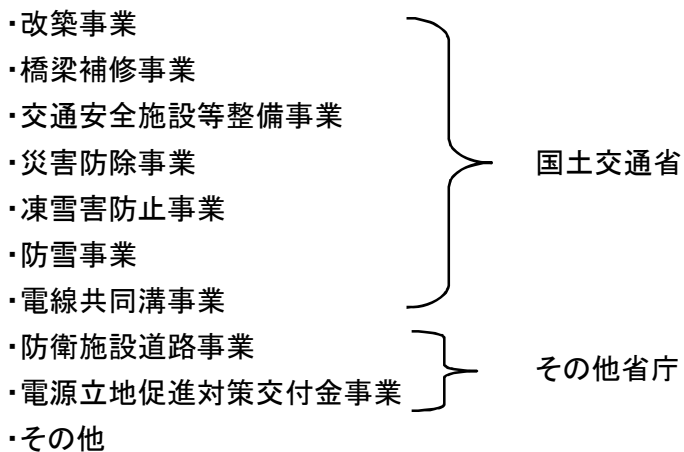 ・改築事業
・橋梁補修事業
・交通安全施設等整備事業
・災害防除事業
国土交通省
・凍雪害防止事業
・防雪事業
・電線共同溝事業
・防衛施設道路事業
その他省庁
・電源立地促進対策交付金事業
・その他